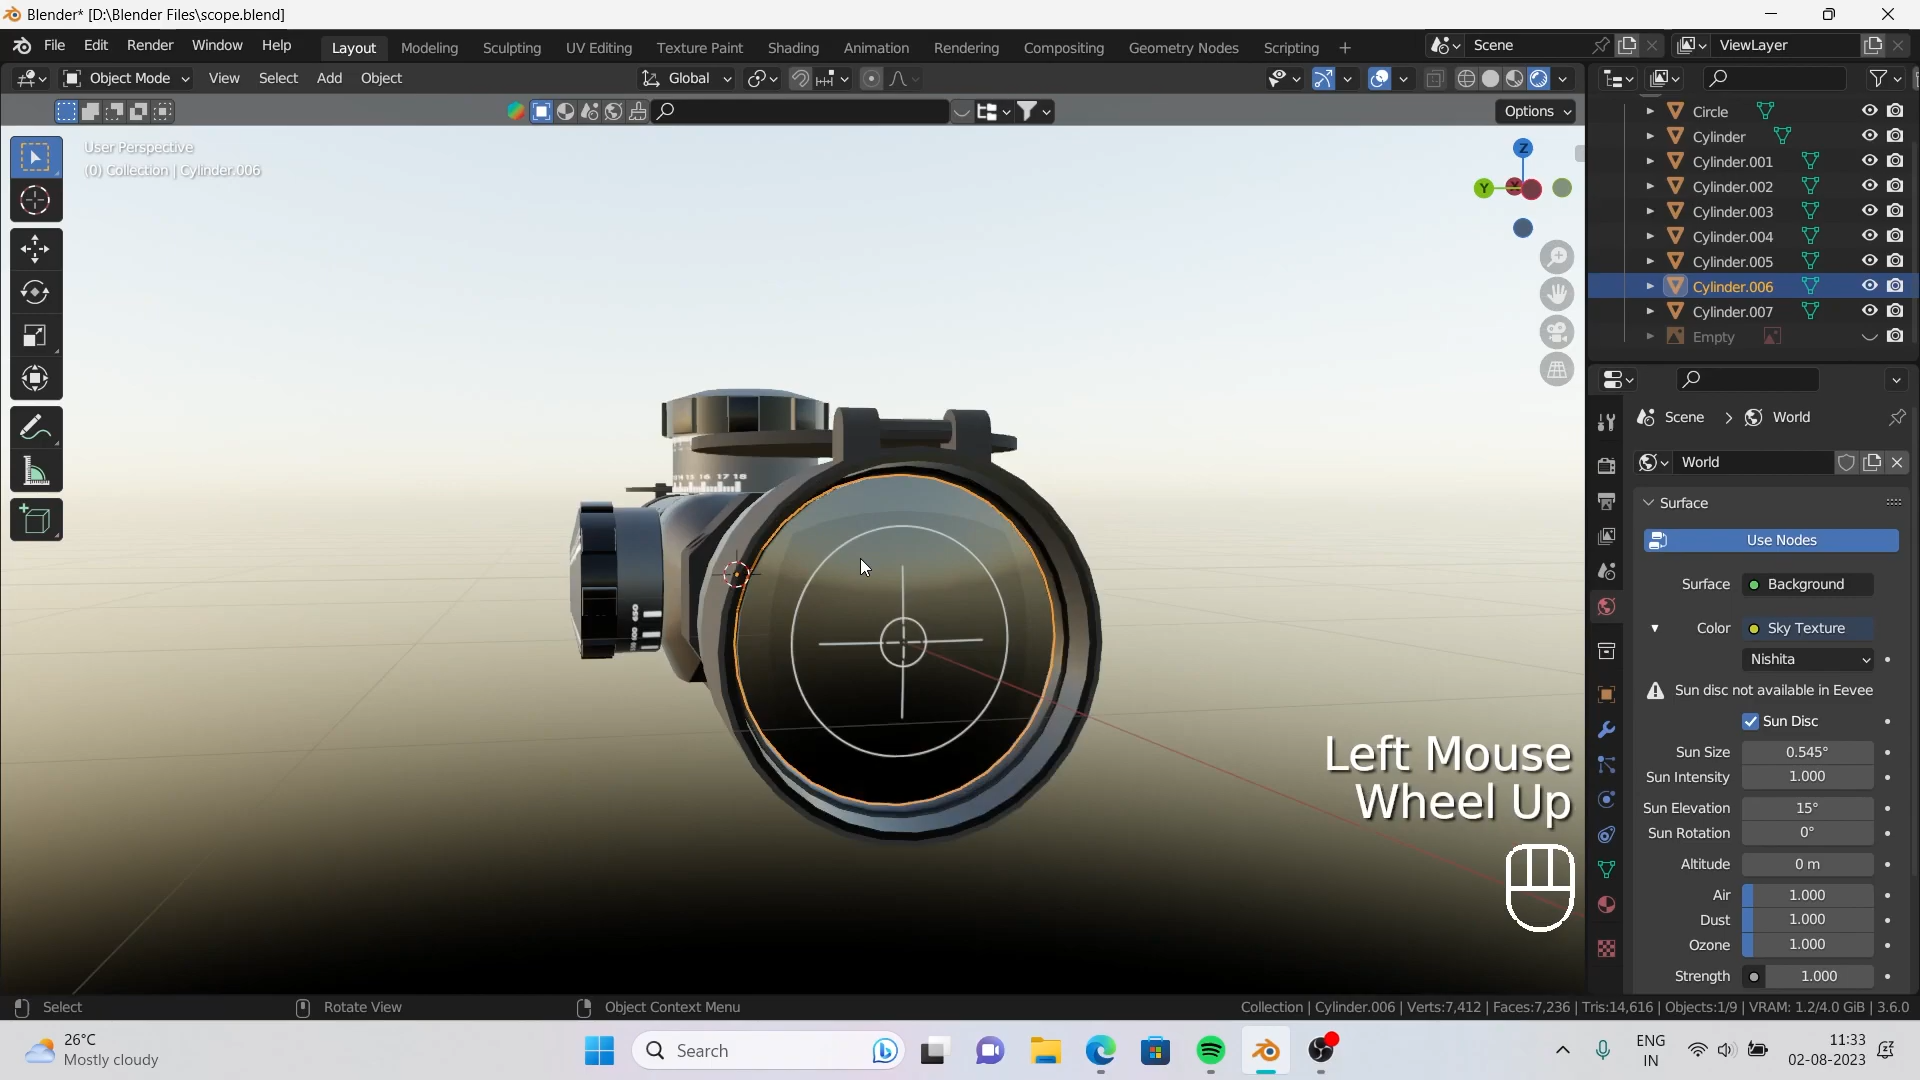 Blender* [D:\Blender Files\scope.blend]
File Edit Render Window Help
Layout Modeling Sculpting UV Editing Texture Paint Shading Animation Rendering Compositing Geometry Nodes Scripting +
Scene
ViewLayer
Object Mode View Select Add Object
Global
Options
User Perspective
(0) Collection | Cylinder.006
Z
Y
X
Circle
Cylinder
Cylinder.001
Cylinder.002
Cylinder.003
Cylinder.004
Cylinder.005
Cylinder.006
Cylinder.007
Empty
Scene > World
World
Surface
Use Nodes
Surface Background
Color Sky Texture
Nishita
Sun disc not available in Eevee
Sun Disc
Sun Size 0.545°
Sun Intensity 1.000
Sun Elevation 15°
Sun Rotation 0°
Altitude 0 m
Air 1.000
Dust 1.000
Ozone 1.000
Strength 1.000
16 17 18
650
Left Mouse
Wheel Up
Select
Rotate View
Object Context Menu
Collection | Cylinder.006 | Verts:7,412 | Faces:7,236 | Tris:14,616 | Objects:1/9 | VRAM: 1.2/4.0 GiB | 3.6.0
26°C
Mostly cloudy
Search
ENG
IN
11:33
02-08-2023